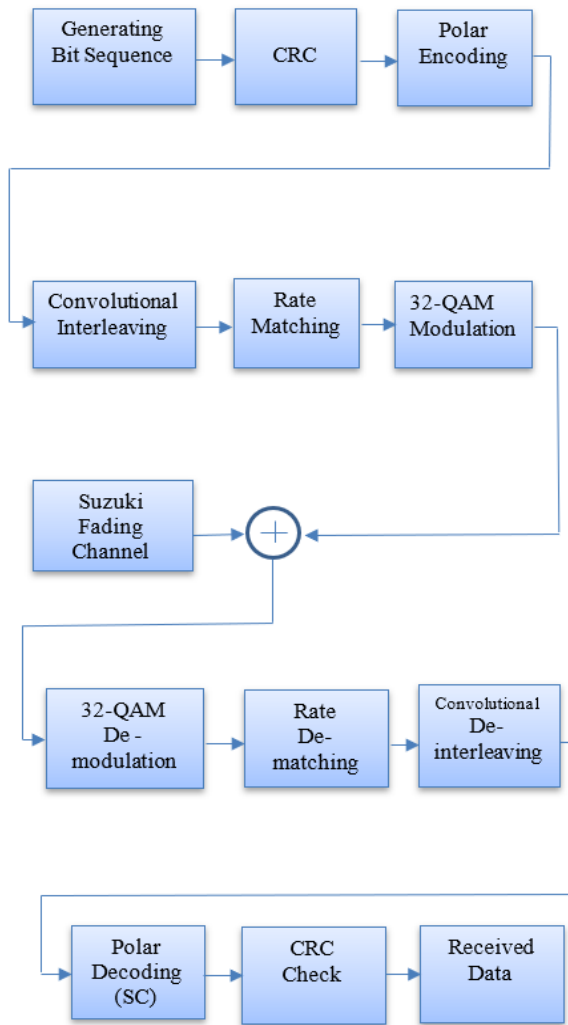 Generating
Bit Sequence
CRC
Polar
Encoding
Convolutional
Interleaving
Rate
Matching
32-QAM
Modulation
Suzuki
Fading
Channel
+
32-QAM
De -
modulation
Rate
De-
matching
Convolutional
De-
interleaving
Polar
Decoding
(SC)
CRC
Check
Received
Data